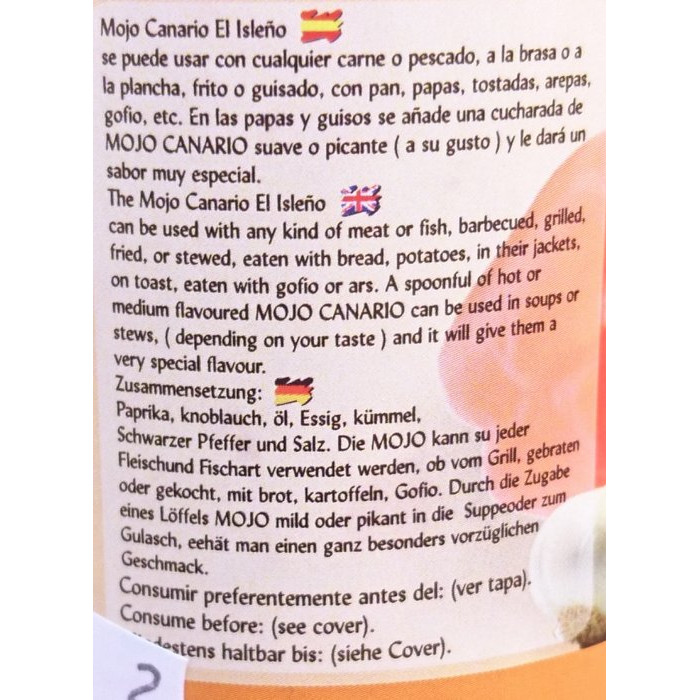 Mojo Canario El Isleño
se puede usar con cualquier carne o pescado, a la brasa o a
la plancha, frito o guisado, con pan, papas, tostadas, arepas,
gofio, etc. En las papas y guisos se añade una cucharada de
MOJO CANARIO suave o picante ( a su gusto ) y le dará un
sabor muy especial.
The Mojo Canario El Isleño
can be used with any kind of meat or fish, barbecued, grilled,
fried, or stewed, eaten with bread, potatoes, in their jackets,
on toast, eaten with gofio or ars. A spoonful of hot or
medium flavoured MOJO CANARIO can be used in soups or
stews, ( depending on your taste ) and it will give them a
very special flavour.
Zusammensetzung:
Paprika, knoblauch, öl, Essig, kümmel,
Schwarzer Pfeffer und Salz. Die MOJO kann su jeder
Fleischund Fischart verwendet werden, ob vom Grill, gebraten
oder gekocht, mit brot, kartoffeln, Gofio. Durch die Zugabe
eines Löffels MOJO mild oder pikant in die Suppeoder zum
Gulasch, eehät man einen ganz besonders vorzüglichen
Geschmack.
Consumir preferentemente antes del: (ver tapa).
Consume before: (see cover).
destens haltbar bis: (siehe Cover).
2